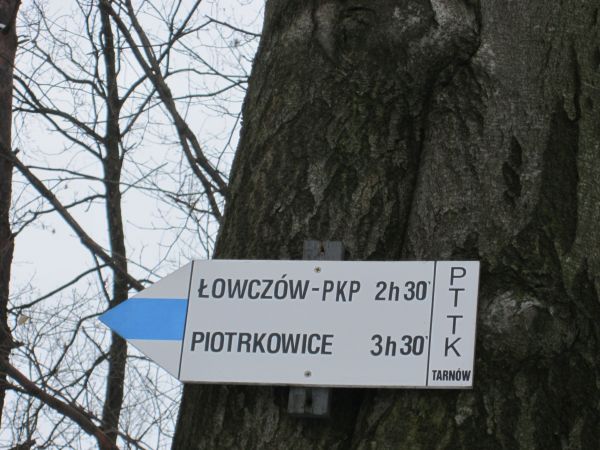 ŁOWCZÓW-PKP 2h30'
PIOTRKOWICE 3h30'
PTTK
TARNÓW